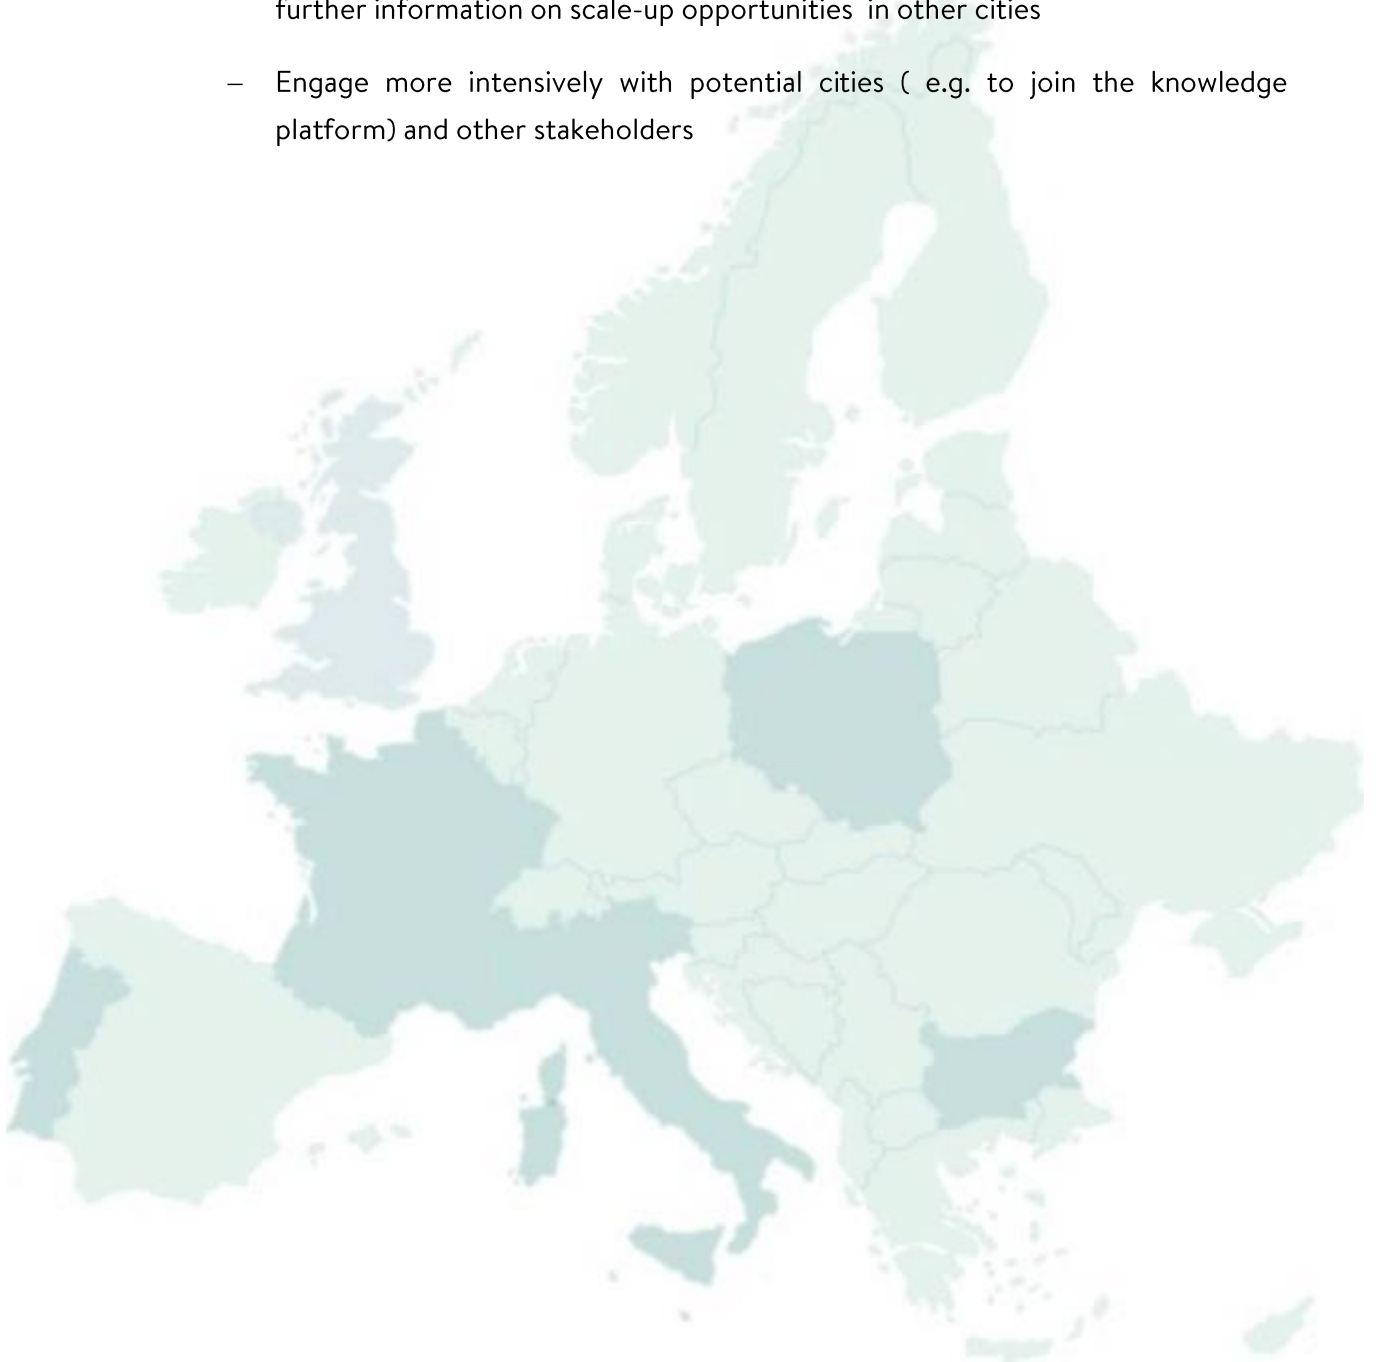 further information on scale-up opportunities  in other cities
– Engage more intensively with potential cities ( e.g. to join the knowledge
platform) and other stakeholders